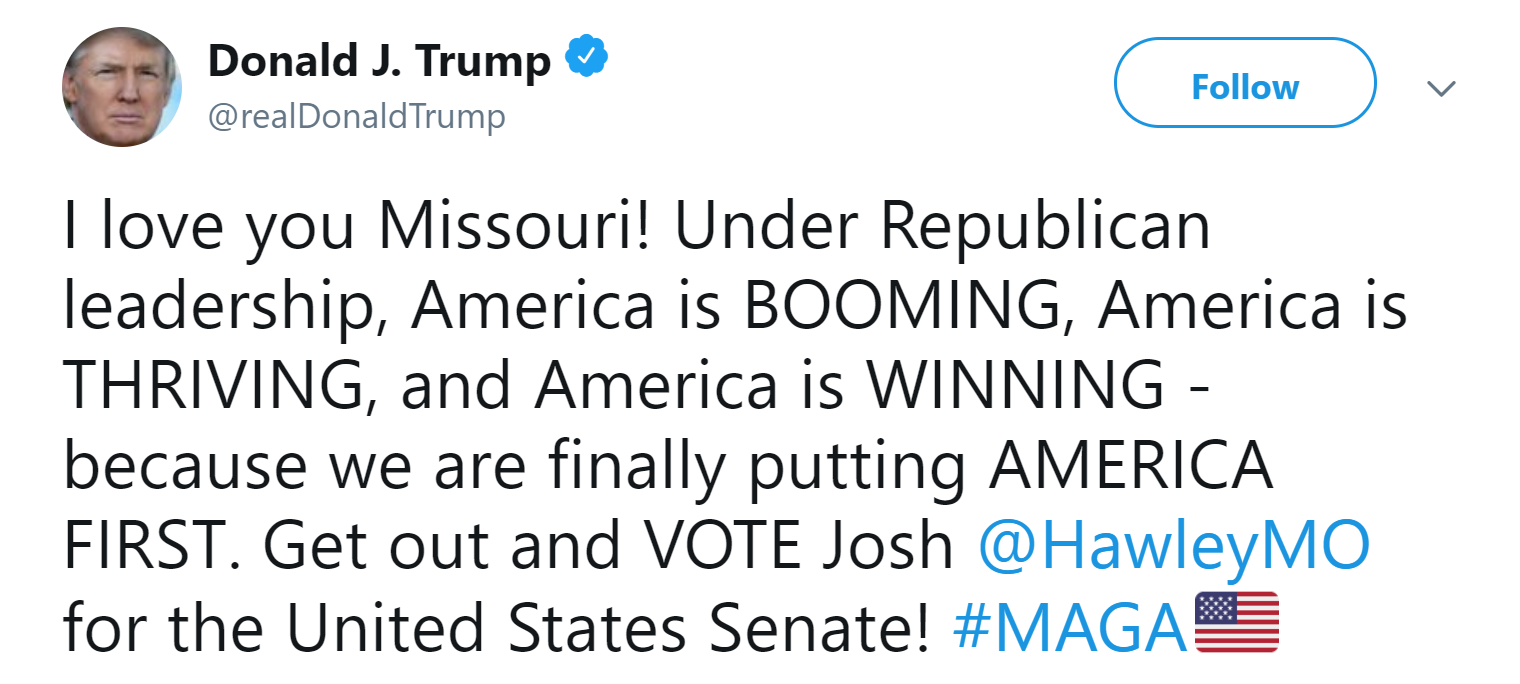 Donald J. Trump
@realDonaldTrump
Follow
I love you Missouri! Under Republican
leadership, America is BOOMING, America is
THRIVING, and America is WINNING -
because we are finally putting AMERICA
FIRST. Get out and VOTE Josh @HawleyMO
for the United States Senate! #MAGA🇺🇸